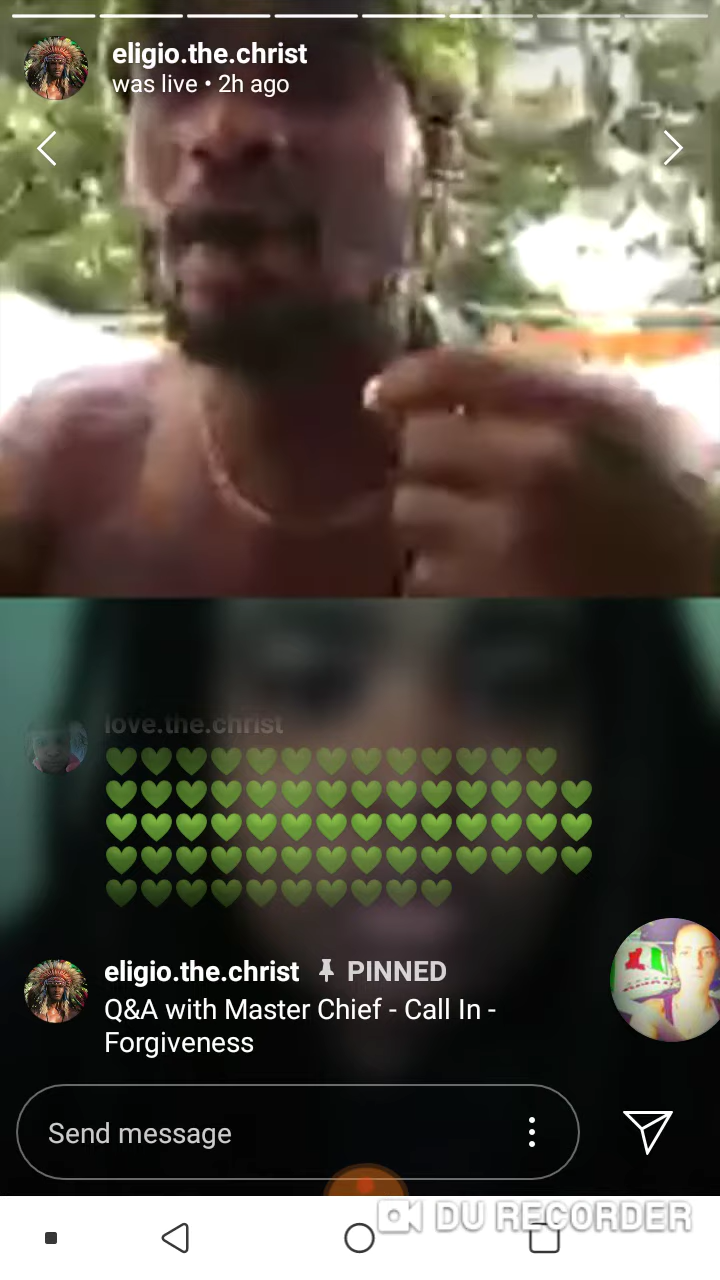 eligio.the.christ
was live • 2h ago
love.the.christ
💚💚💚💚💚💚💚💚💚💚💚💚💚
💚💚💚💚💚💚💚💚💚💚💚💚💚💚
💚💚💚💚💚💚💚💚💚💚💚💚💚💚
💚💚💚💚💚💚💚💚💚💚💚💚💚💚
💚💚💚💚💚💚💚💚💚💚
eligio.the.christ PINNED
Q&A with Master Chief - Call In -
Forgiveness
Send message
DU RECORDER